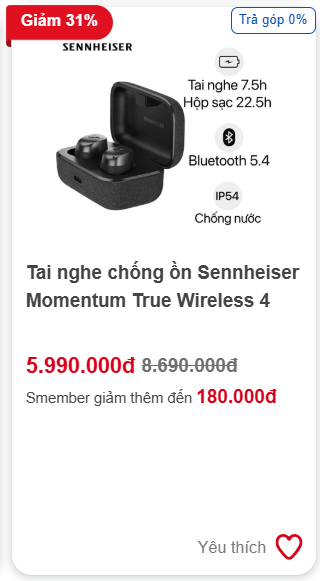 Giảm 31%
Trả góp 0%
SENNHEISER
Tai nghe 7.5h
Hộp sạc 22.5h
Bluetooth 5.4
IP54
Chống nước
Tai nghe chống ồn Sennheiser
Momentum True Wireless 4
5.990.000đ 8.690.000đ
Smember giảm thêm đến 180.000đ
Yêu thích